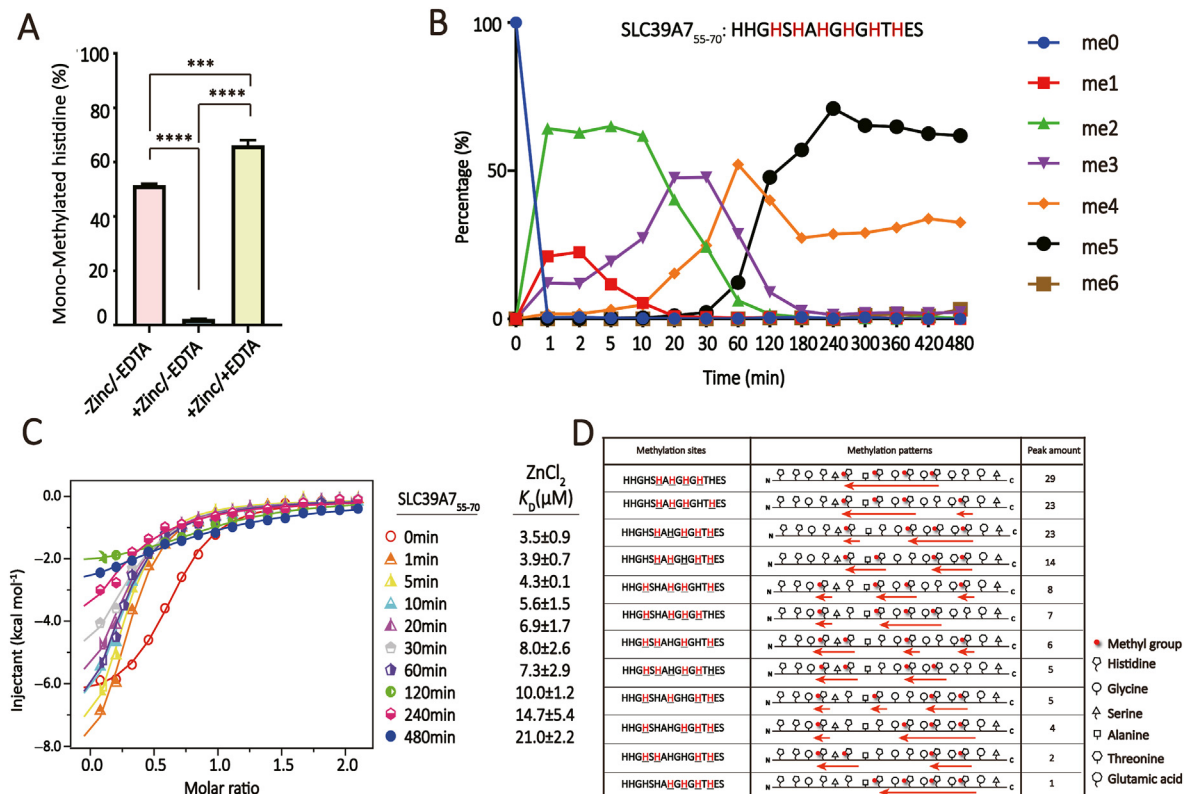 A
Mono-Methylated histidine (%)
100
80
60
40
20
0
***
****
****
-Zinc/-EDTA
+Zinc/-EDTA
+Zinc/+EDTA
B
SLC39A755-70: HHGHSHAHGHGHTHES
Percentage (%)
100
50
0
0 1 2 5 10 20 30 60 120 180 240 300 360 420 480
Time (min)
me0
me1
me2
me3
me4
me5
me6
C
Injectant (kcal mol-1)
0.0
−2.0
−4.0
−6.0
−8.0
0.0 0.5 1.0 1.5 2.0
Molar ratio
ZnCl2
SLC39A755-70 KD(μM)
0min 3.5±0.9
1min 3.9±0.7
5min 4.3±0.1
10min 5.6±1.5
20min 6.9±1.7
30min 8.0±2.6
60min 7.3±2.9
120min 10.0±1.2
240min 14.7±5.4
480min 21.0±2.2
D
Methylation sites Methylation patterns Peak amount
HHGHSHAHGHGHTHES N C 29
HHGHSHAHGHGHTHES N C 23
HHGHSHAHGHGHTHES N C 23
HHGHSHAHGHGHTHES N C 14
HHGHSHAHGHGHTHES N C 8
HHGHSHAHGHGHTHES N C 7
HHGHSHAHGHGHTHES N C 6
HHGHSHAHGHGHTHES N C 5
HHGHSHAHGHGHTHES N C 5
HHGHSHAHGHGHTHES N C 4
HHGHSHAHGHGHTHES N C 2
HHGHSHAHGHGHTHES N C 1
Methyl group
Histidine
Glycine
Serine
Alanine
Threonine
Glutamic acid